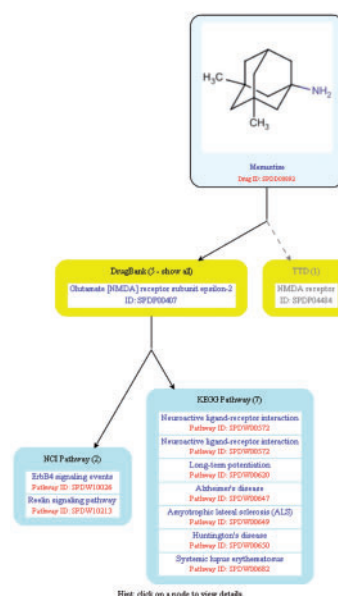 H₃C
NH₂
CH₃
Memantine
Drug ID: SPDD00892
DrugBank (5 - show all)
Glutamate [NMDA] receptor subunit epsilon-2
ID: SPDP00407
TTD (1)
NMDA receptor
ID: SPDP04484
NCI Pathway (2)
ErbB4 signaling events
Pathway ID: SPDW10026
Reelin signaling pathway
Pathway ID: SPDW10213
KEGG Pathway (7)
Neuroactive ligand-receptor interaction
Pathway ID: SPDW00572
Neuroactive ligand-receptor interaction
Pathway ID: SPDW00572
Long-term potentiation
Pathway ID: SPDW00620
Alzheimer's disease
Pathway ID: SPDW00647
Amyotrophic lateral sclerosis (ALS)
Pathway ID: SPDW00649
Huntington's disease
Pathway ID: SPDW00650
Systemic lupus erythematosus
Pathway ID: SPDW00682
Hint: click on a node to view details